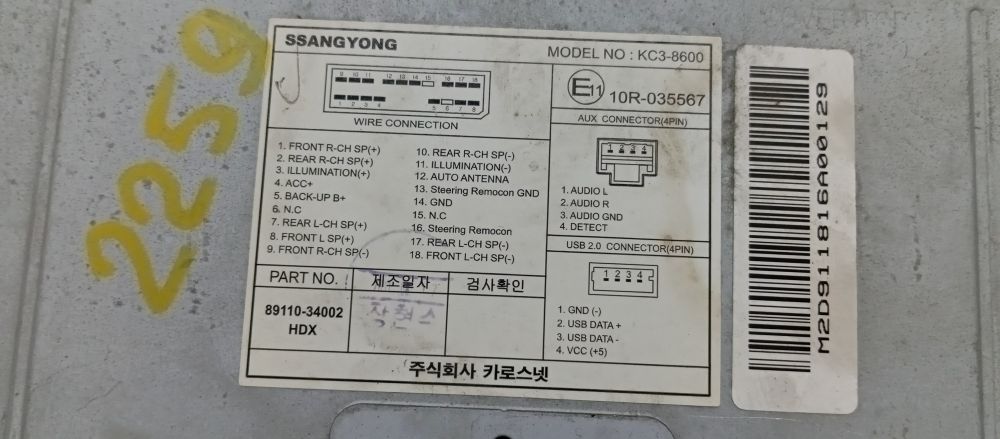 2259
SSANGYONG
MODEL NO : KC3-8600
9 10 11 12 13 14 15 16 17 18
1 2 3 4 5 6 7 8
WIRE CONNECTION
1. FRONT R-CH SP(+)
2. REAR R-CH SP(+)
3. ILLUMINATION(+)
4. ACC+
5. BACK-UP B+
6. N.C
7. REAR L-CH SP(+)
8. FRONT L SP(+)
9. FRONT R-CH SP(-)
10. REAR R-CH SP(-)
11. ILLUMINATION(-)
12. AUTO ANTENNA
13. Steering Remocon GND
14. GND
15. N.C
16. Steering Remocon
17. REAR L-CH SP(-)
18. FRONT L-CH SP(-)
E11 10R-035567
AUX CONNECTOR(4PIN)
1 2 3 4
1. AUDIO L
2. AUDIO R
3. AUDIO GND
4. DETECT
USB 2.0 CONNECTOR(4PIN)
1 2 3 4
1. GND (-)
2. USB DATA +
3. USB DATA -
4. VCC (+5)
PART NO. 제조일자 검사확인
89110-34002
HDX
주식회사 카로스넷
M2D911816A00129